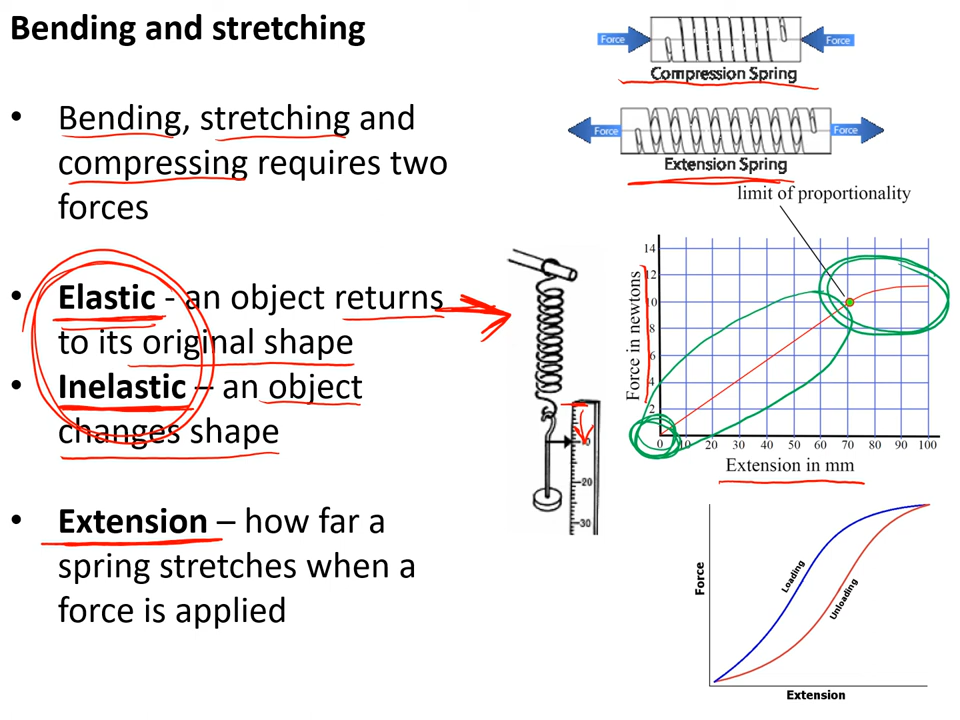 Bending and stretching
• Bending, stretching and
compressing requires two
forces
• Elastic - an object returns
to its original shape
• Inelastic – an object
changes shape
• Extension – how far a
spring stretches when a
force is applied
Force
Force
Compression Spring
Force
Force
Extension Spring
limit of proportionality
Force in newtons
14
12
10
8
6
4
2
0 10 20 30 40 50 60 70 80 90 100
Extension in mm
20
30
Force
Loading
Unloading
Extension